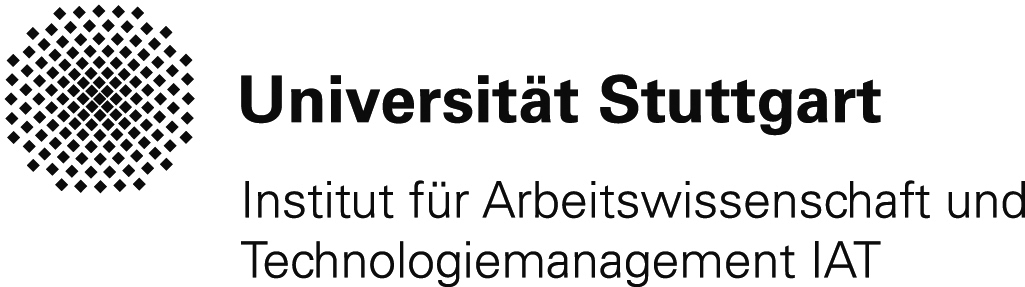 Universität Stuttgart
Institut für Arbeitswissenschaft und
Technologiemanagement IAT